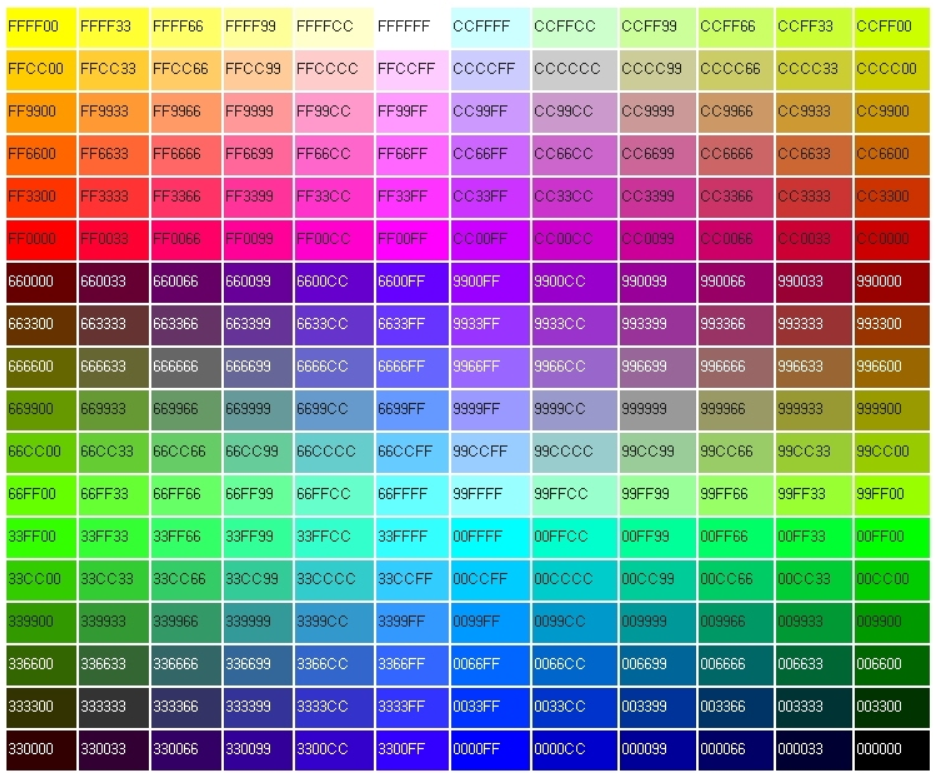 FFFF00 FFFF33 FFFF66 FFFF99 FFFFCC FFFFFF CCFFFF CCFFCC CCFF99 CCFF66 CCFF33 CCFF00
FFCC00 FFCC33 FFCC66 FFCC99 FFCCCC FFCCFF CCCCFF CCCCCC CCCC99 CCCC66 CCCC33 CCCC00
FF9900 FF9933 FF9966 FF9999 FF99CC FF99FF CC99FF CC99CC CC9999 CC9966 CC9933 CC9900
FF6600 FF6633 FF6666 FF6699 FF66CC FF66FF CC66FF CC66CC CC6699 CC6666 CC6633 CC6600
FF3300 FF3333 FF3366 FF3399 FF33CC FF33FF CC33FF CC33CC CC3399 CC3366 CC3333 CC3300
FF0000 FF0033 FF0066 FF0099 FF00CC FF00FF CC00FF CC00CC CC0099 CC0066 CC0033 CC0000
660000 660033 660066 660099 6600CC 6600FF 9900FF 9900CC 990099 990066 990033 990000
663300 663333 663366 663399 6633CC 6633FF 9933FF 9933CC 993399 993366 993333 993300
666600 666633 666666 666699 6666CC 6666FF 9966FF 9966CC 996699 996666 996633 996600
669900 669933 669966 669999 6699CC 6699FF 9999FF 9999CC 999999 999966 999933 999900
66CC00 66CC33 66CC66 66CC99 66CCCC 66CCFF 99CCFF 99CCCC 99CC99 99CC66 99CC33 99CC00
66FF00 66FF33 66FF66 66FF99 66FFCC 66FFFF 99FFFF 99FFCC 99FF99 99FF66 99FF33 99FF00
33FF00 33FF33 33FF66 33FF99 33FFCC 33FFFF 00FFFF 00FFCC 00FF99 00FF66 00FF33 00FF00
33CC00 33CC33 33CC66 33CC99 33CCCC 33CCFF 00CCFF 00CCCC 00CC99 00CC66 00CC33 00CC00
339900 339933 339966 339999 3399CC 3399FF 0099FF 0099CC 009999 009966 009933 009900
336600 336633 336666 336699 3366CC 3366FF 0066FF 0066CC 006699 006666 006633 006600
333300 333333 333366 333399 3333CC 3333FF 0033FF 0033CC 003399 003366 003333 003300
330000 330033 330066 330099 3300CC 3300FF 0000FF 0000CC 000099 000066 000033 000000